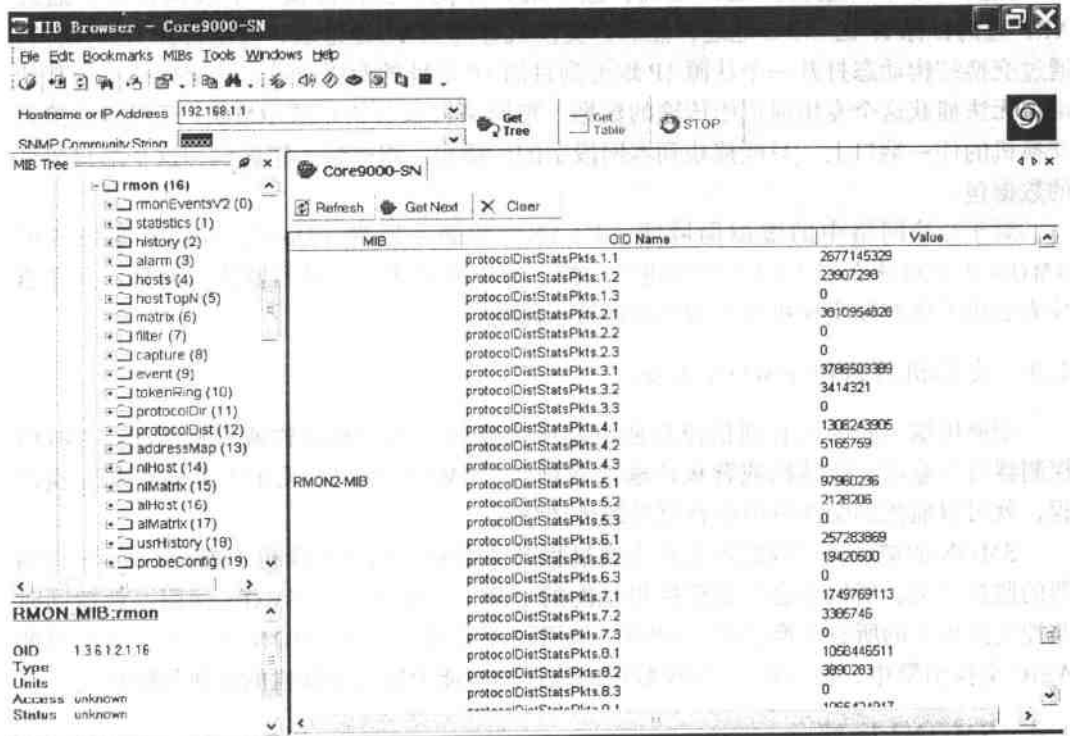 MIB Browser - Core9000-SN
File Edit Bookmarks MIBs Tools Windows Help
Hostname or IP Address 192.168.1.1
Get Tree
Get Table
STOP
SNMP Community String
MIB Tree
rmon (16)
rmonEventsV2 (0)
statistics (1)
history (2)
alarm (3)
hosts (4)
hostTopN (5)
matrix (6)
filter (7)
capture (8)
event (9)
tokenRing (10)
protocolDir (11)
protocolDist (12)
addressMap (13)
nlHost (14)
nlMatrix (15)
alHost (16)
alMatrix (17)
usrHistory (18)
probeConfig (19)
RMON-MIB:rmon
OID 1.3.6.1.2.1.16
Type
Units
Access unknown
Status unknown
Core9000-SN
Refresh Get Next Clear
MIB OID Name Value
RMON2-MIB
protocolDistStatsPkts.1.1 2677145329
protocolDistStatsPkts.1.2 23907298
protocolDistStatsPkts.1.3 0
protocolDistStatsPkts.2.1 3610954828
protocolDistStatsPkts.2.2 0
protocolDistStatsPkts.2.3 0
protocolDistStatsPkts.3.1 3786503389
protocolDistStatsPkts.3.2 3414321
protocolDistStatsPkts.3.3 0
protocolDistStatsPkts.4.1 1308243905
protocolDistStatsPkts.4.2 5165759
protocolDistStatsPkts.4.3 0
protocolDistStatsPkts.5.1 97960236
protocolDistStatsPkts.5.2 2128206
protocolDistStatsPkts.5.3 0
protocolDistStatsPkts.6.1 257283869
protocolDistStatsPkts.6.2 19420500
protocolDistStatsPkts.6.3 0
protocolDistStatsPkts.7.1 1749769113
protocolDistStatsPkts.7.2 3385745
protocolDistStatsPkts.7.3 0
protocolDistStatsPkts.8.1 1058446511
protocolDistStatsPkts.8.2 3890283
protocolDistStatsPkts.8.3 0